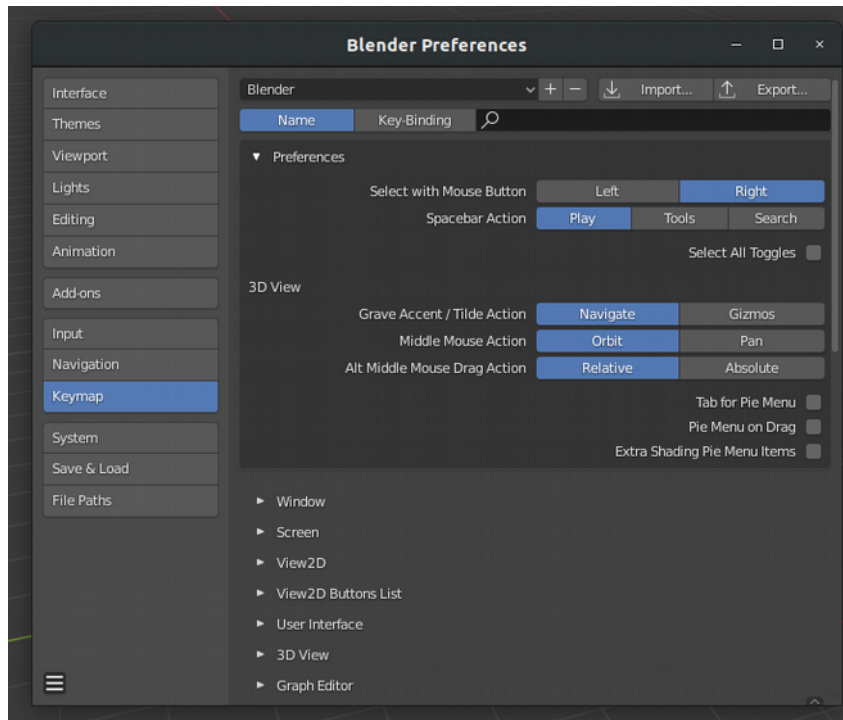 Blender Preferences
Interface
Themes
Viewport
Lights
Editing
Animation
Add-ons
Input
Navigation
Keymap
System
Save & Load
File Paths
Blender Import... Export...
Name Key-Binding
Preferences
Select with Mouse Button Left Right
Spacebar Action Play Tools Search
Select All Toggles
3D View
Grave Accent / Tilde Action Navigate Gizmos
Middle Mouse Action Orbit Pan
Alt Middle Mouse Drag Action Relative Absolute
Tab for Pie Menu
Pie Menu on Drag
Extra Shading Pie Menu Items
Window
Screen
View2D
View2D Buttons List
User Interface
3D View
Graph Editor